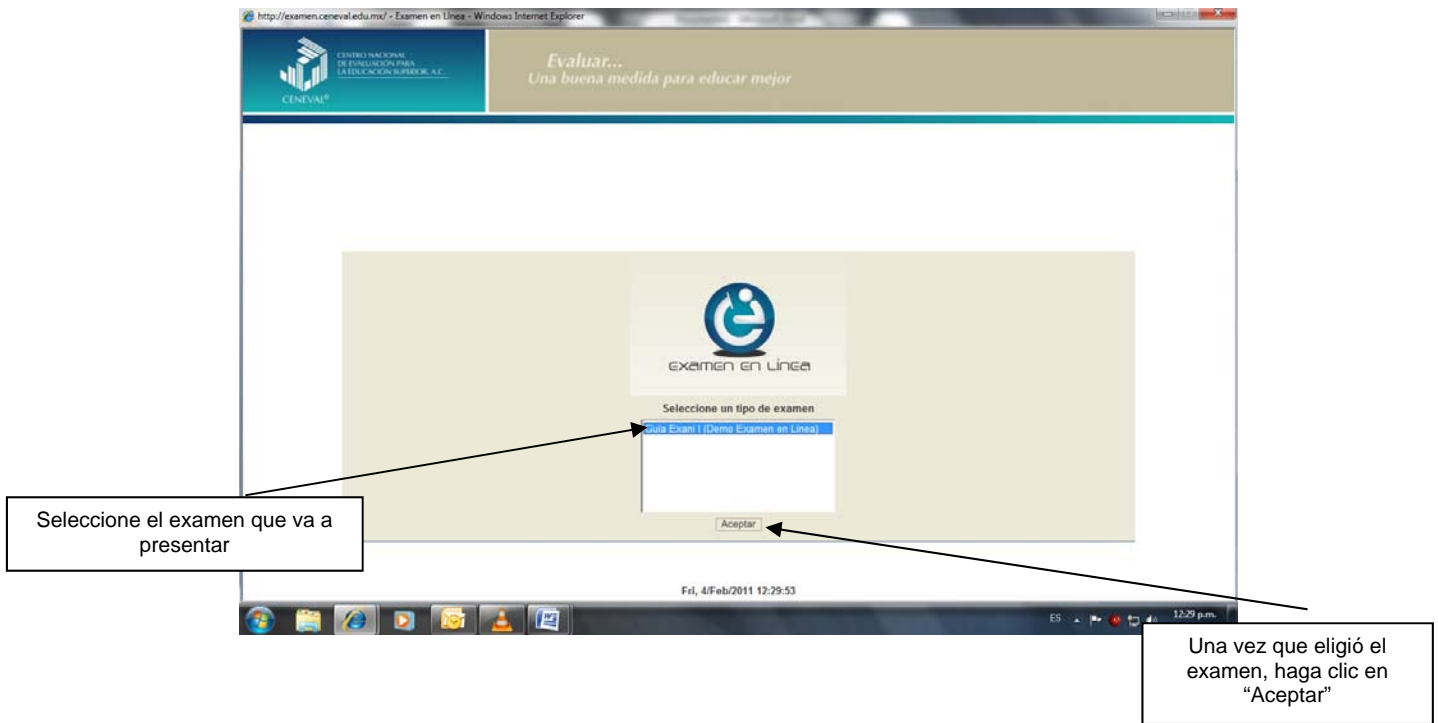 http://examen.ceneval.edu.mx/ - Examen en Línea - Windows Internet Explorer
CENTRO NACIONAL
DE EVALUACIÓN PARA
LA EDUCACIÓN SUPERIOR, A.C.
CENEVAL®
Evaluar...
Una buena medida para educar mejor
examen en Línea
Seleccione un tipo de examen
Guía Exani I (Demo Examen en Línea)
Aceptar
Seleccione el examen que va a
presentar
Fri, 4/Feb/2011 12:29:53
ES
12:29 p.m.
Una vez que eligió el
examen, haga clic en
“Aceptar”